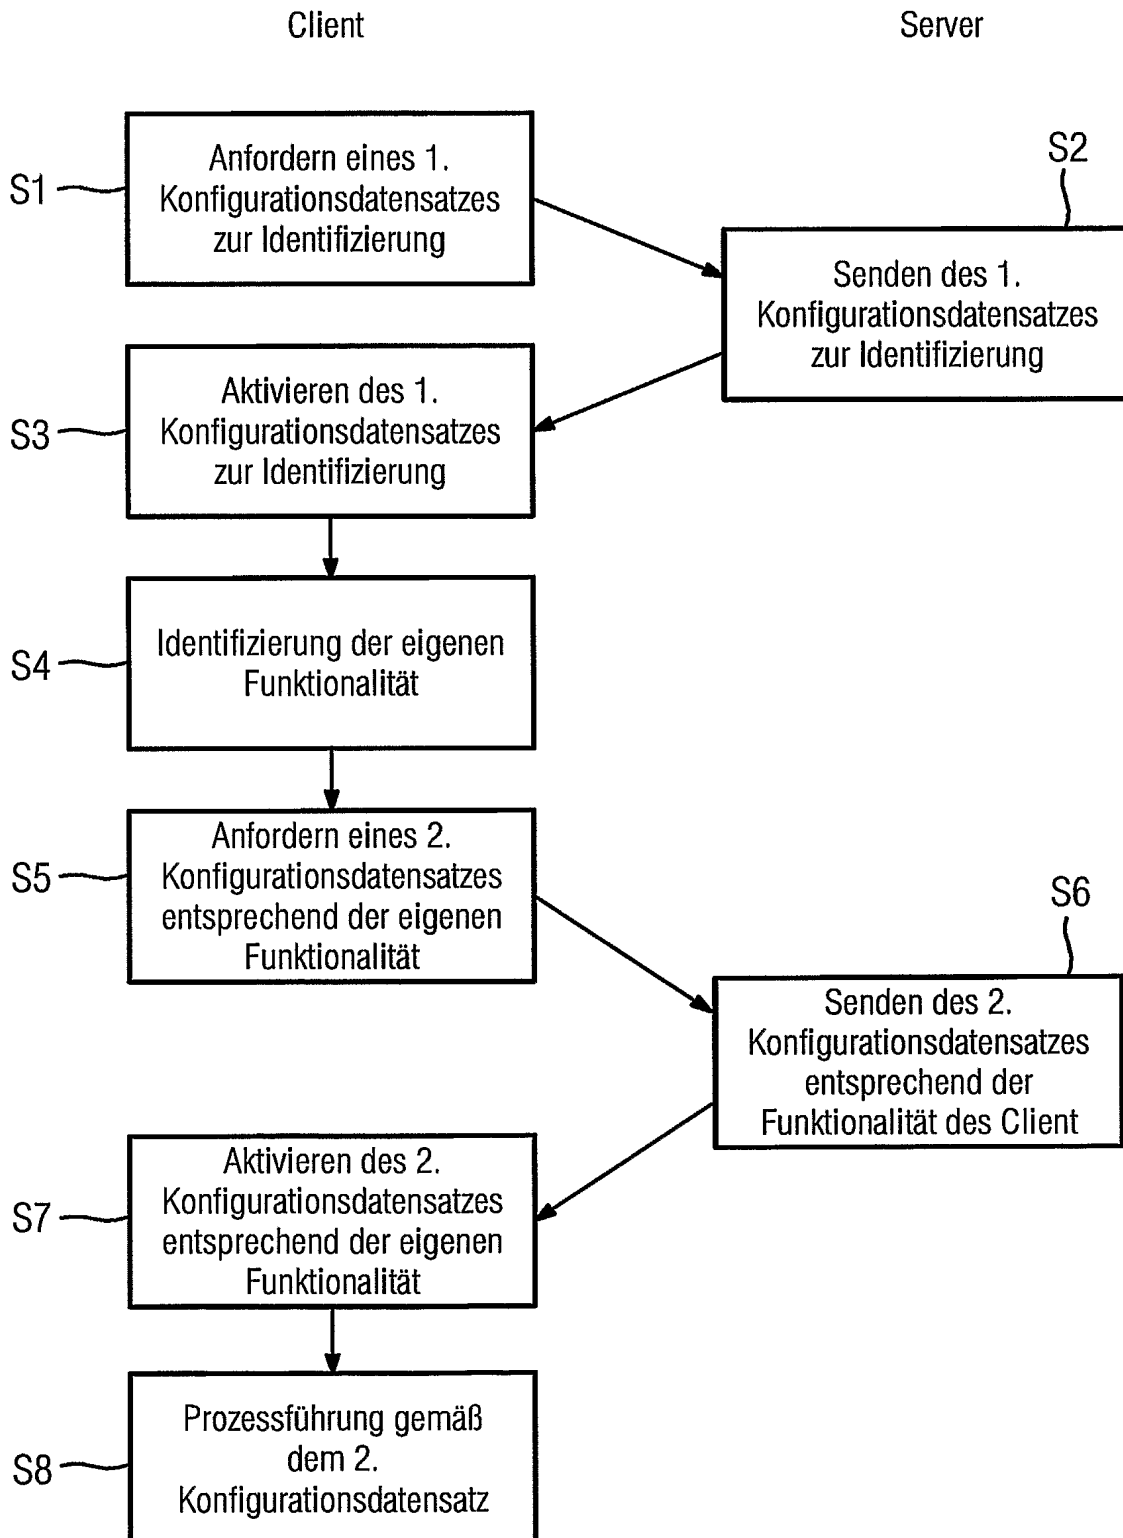 Client
Server
S1
Anfordern eines 1.
Konfigurationsdatensatzes
zur Identifizierung
S2
Senden des 1.
Konfigurationsdatensatzes
zur Identifizierung
S3
Aktivieren des 1.
Konfigurationsdatensatzes
zur Identifizierung
S4
Identifizierung der eigenen
Funktionalität
S5
Anfordern eines 2.
Konfigurationsdatensatzes
entsprechend der eigenen
Funktionalität
S6
Senden des 2.
Konfigurationsdatensatzes
entsprechend der
Funktionalität des Client
S7
Aktivieren des 2.
Konfigurationsdatensatzes
entsprechend der eigenen
Funktionalität
S8
Prozessführung gemäß
dem 2.
Konfigurationsdatensatz